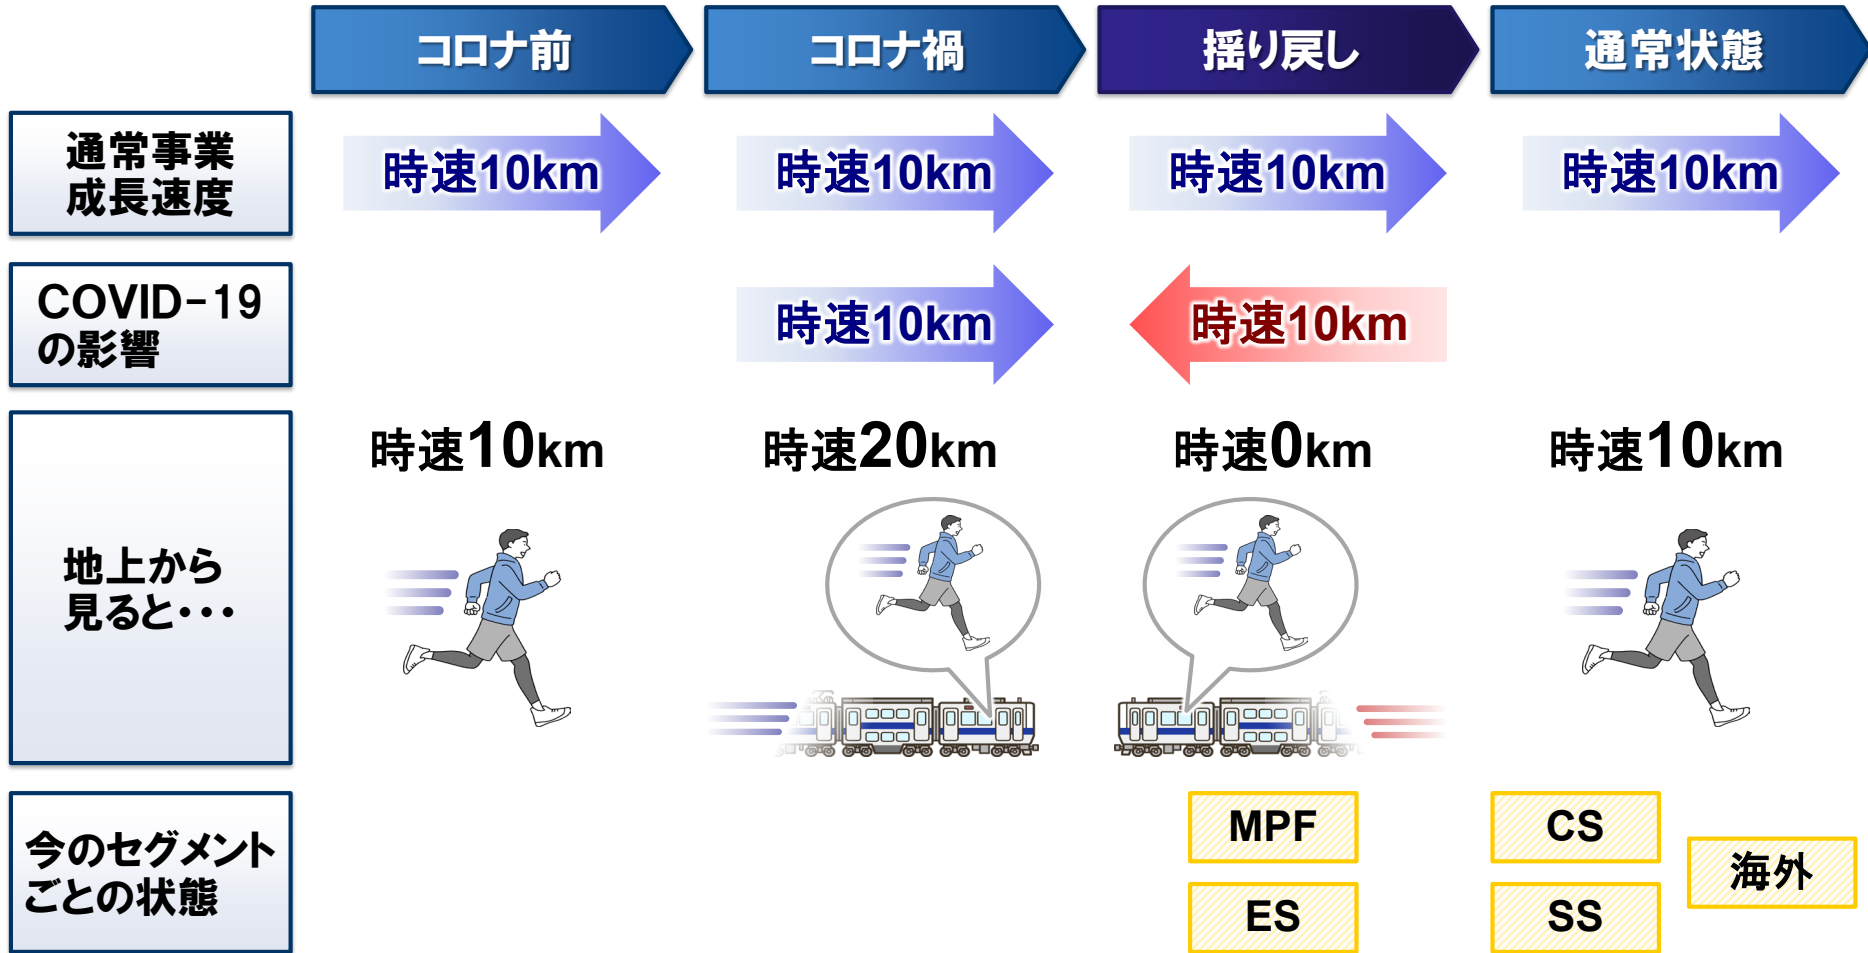 コロナ前
コロナ禍
揺り戻し
通常状態
通常事業
成長速度
時速10km
時速10km
時速10km
時速10km
COVID-19
の影響
時速10km
時速10km
地上から
見ると・・・
時速10km
時速20km
時速0km
時速10km
今のセグメント
ごとの状態
MPF
CS
海外
ES
SS